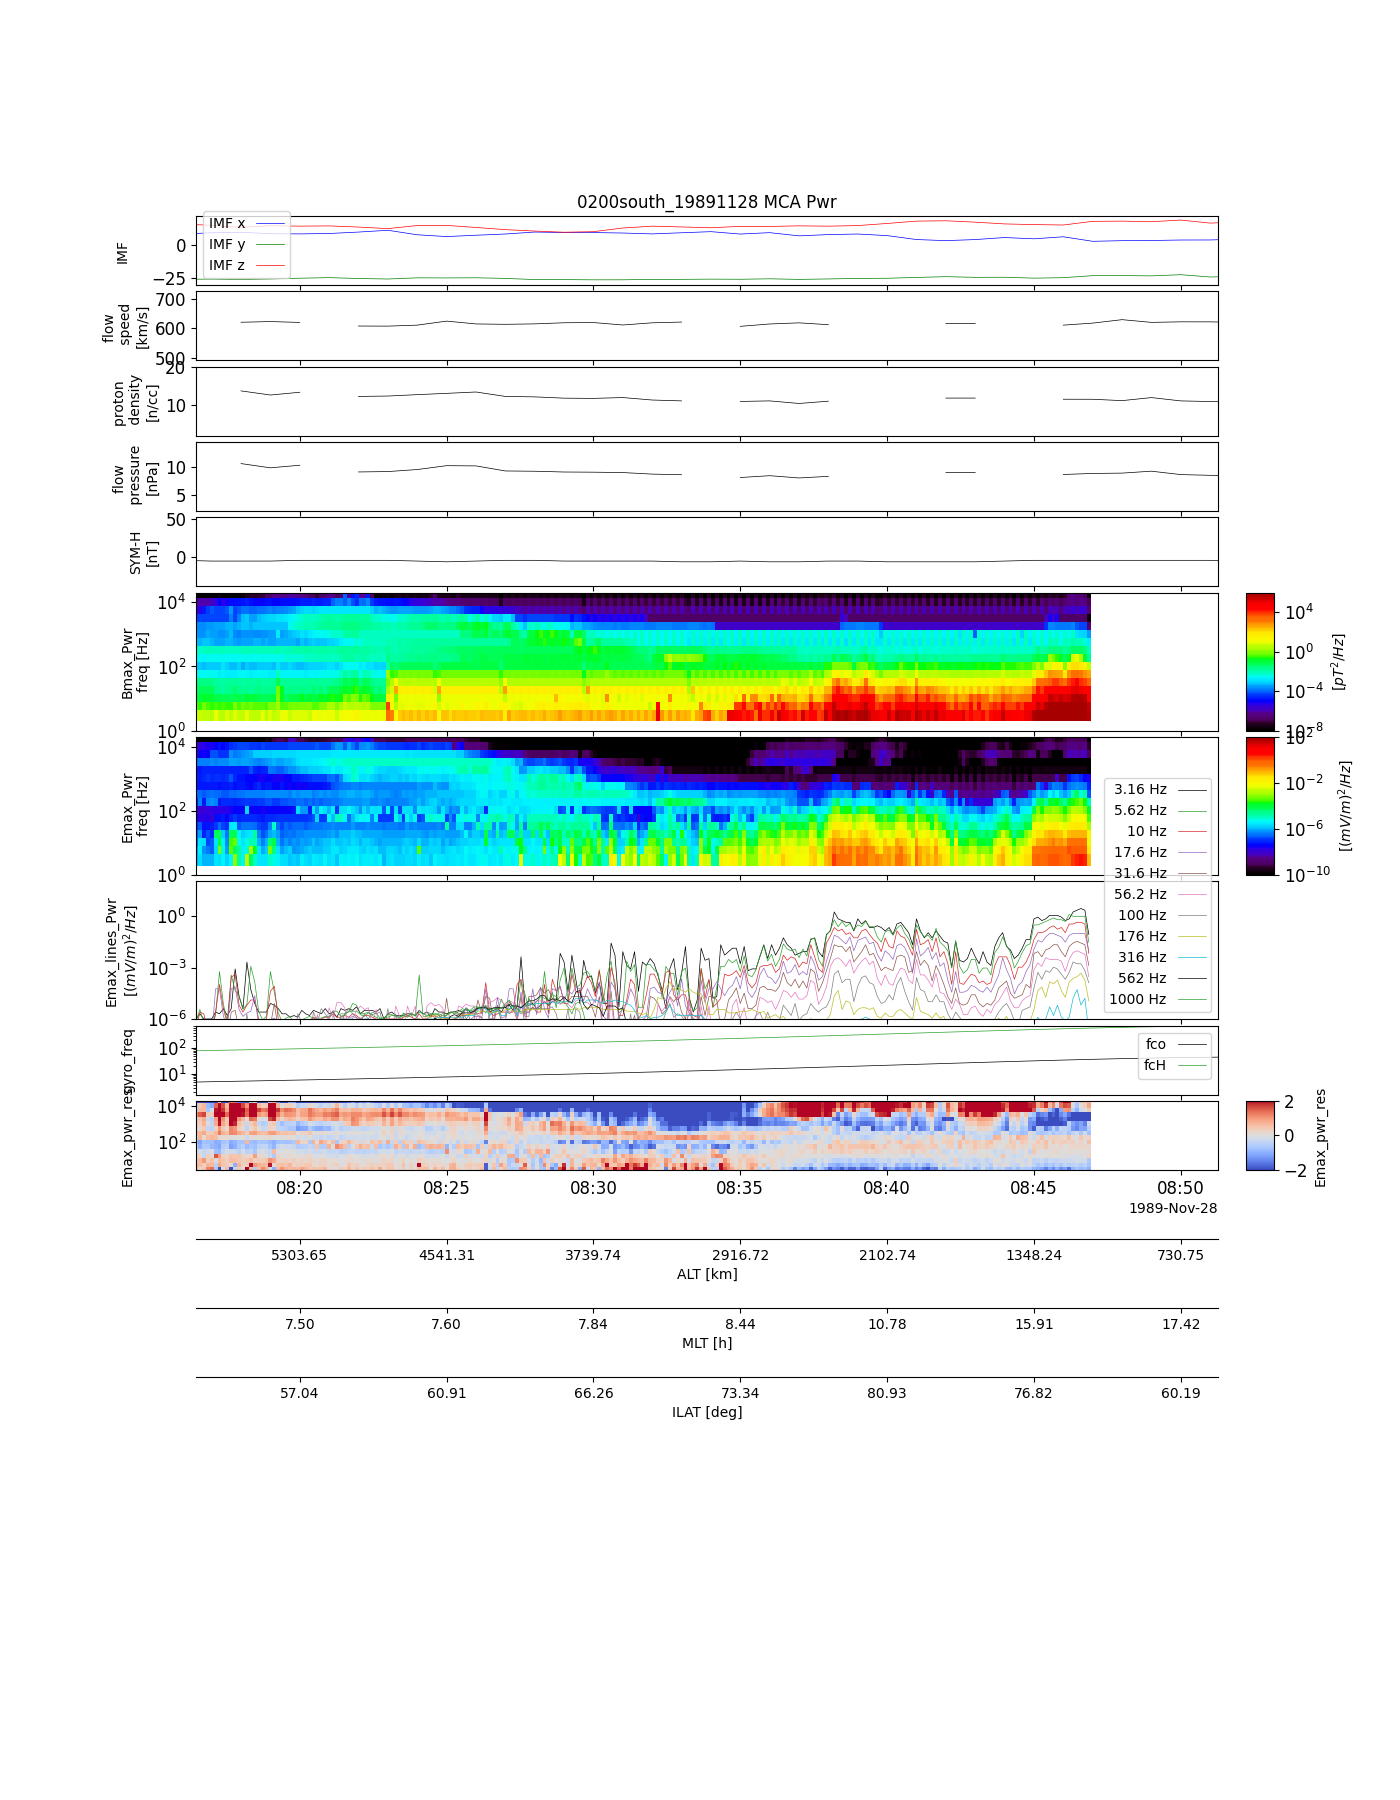 0200south_19891128 MCA Pwr
IMF x
IMF y
IMF z
0
−25
IMF
700
600
500
flow
speed
[km/s]
20
10
proton
density
[n/cc]
10
5
flow
pressure
[nPa]
50
0
SYM-H
[nT]
10^4
10^2
10^0
Bmax_Pwr
freq [Hz]
10^4
10^0
10^−4
10^−8
[pT^2/Hz]
10^4
10^2
10^0
Emax_Pwr
freq [Hz]
10^2
10^−2
10^−6
10^−10
[(mV/m)^2/Hz]
3.16 Hz
5.62 Hz
10 Hz
17.6 Hz
31.6 Hz
56.2 Hz
100 Hz
176 Hz
316 Hz
562 Hz
1000 Hz
10^0
10^−3
10^−6
Emax_lines_Pwr
[(mV/m)^2/Hz]
10^2
10^1
gyro_freq
fco
fcH
10^4
10^2
Emax_pwr_res
2
0
−2
Emax_pwr_res
08:20 08:25 08:30 08:35 08:40 08:45 08:50
1989-Nov-28
5303.65 4541.31 3739.74 2916.72 2102.74 1348.24 730.75
ALT [km]
7.50 7.60 7.84 8.44 10.78 15.91 17.42
MLT [h]
57.04 60.91 66.26 73.34 80.93 76.82 60.19
ILAT [deg]